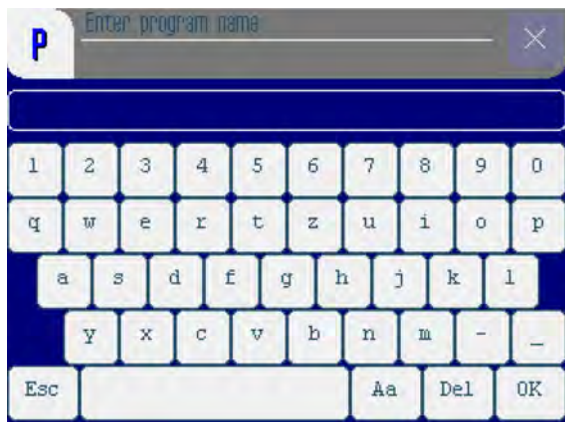 P
Enter program name
1 2 3 4 5 6 7 8 9 0
q w e r t z u i o p
a s d f g h j k l
y x c v b n m - _
Esc Aa Del OK